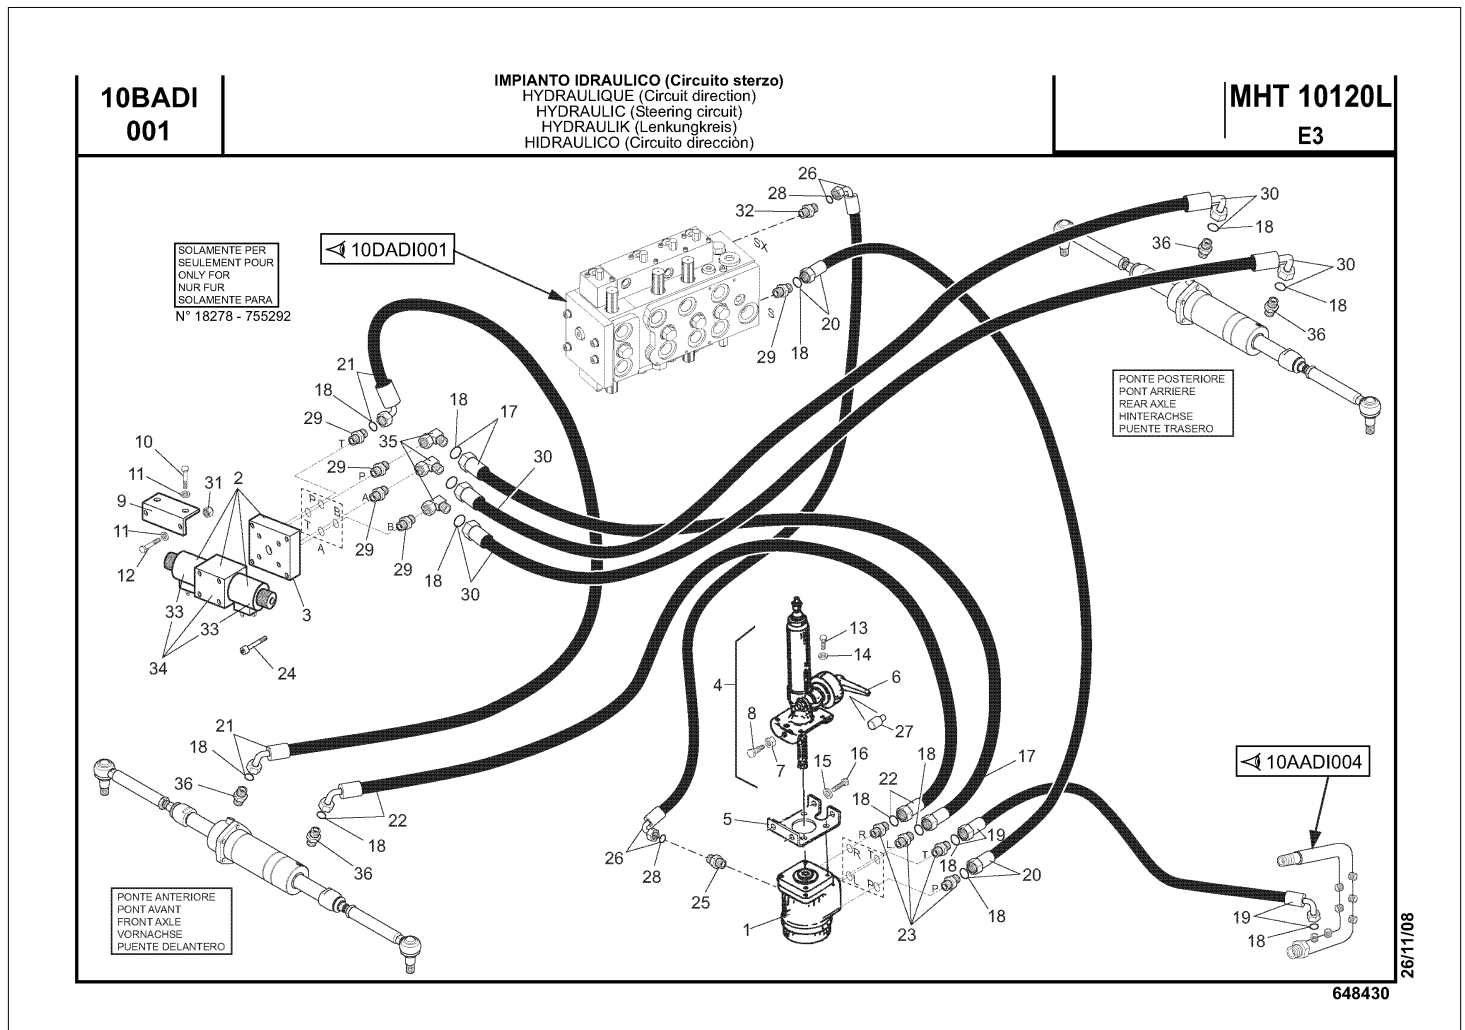 10BADI
001
IMPIANTO IDRAULICO (Circuito sterzo)
HYDRAULIQUE (Circuit direction)
HYDRAULIC (Steering circuit)
HYDRAULIK (Lenkungkreis)
HIDRAULICO (Circuito direcciòn)
MHT 10120L
E3
SOLAMENTE PER
SEULEMENT POUR
ONLY FOR
NUR FUR
SOLAMENTE PARA
N° 18278 - 755292
10DADI001
26
28
32
X
30
18
36
30
18
36
20
18
29
PONTE POSTERIORE
PONT ARRIERE
REAR AXLE
HINTERACHSE
PUENTE TRASERO
21
18
29
T
18
17
35
29
P
30
A
29
B
29
18
30
10
11
9
31
2
11
12
P
B
T
A
33
33
34
3
24
13
14
4
6
8
27
7
15
16
5
22
18
18
17
R
L
T
P
19
18
20
18
23
R
T
L
P
26
28
25
1
21
18
36
22
18
36
PONTE ANTERIORE
PONT AVANT
FRONT AXLE
VORNACHSE
PUENTE DELANTERO
10AADI004
19
18
26/11/08
648430